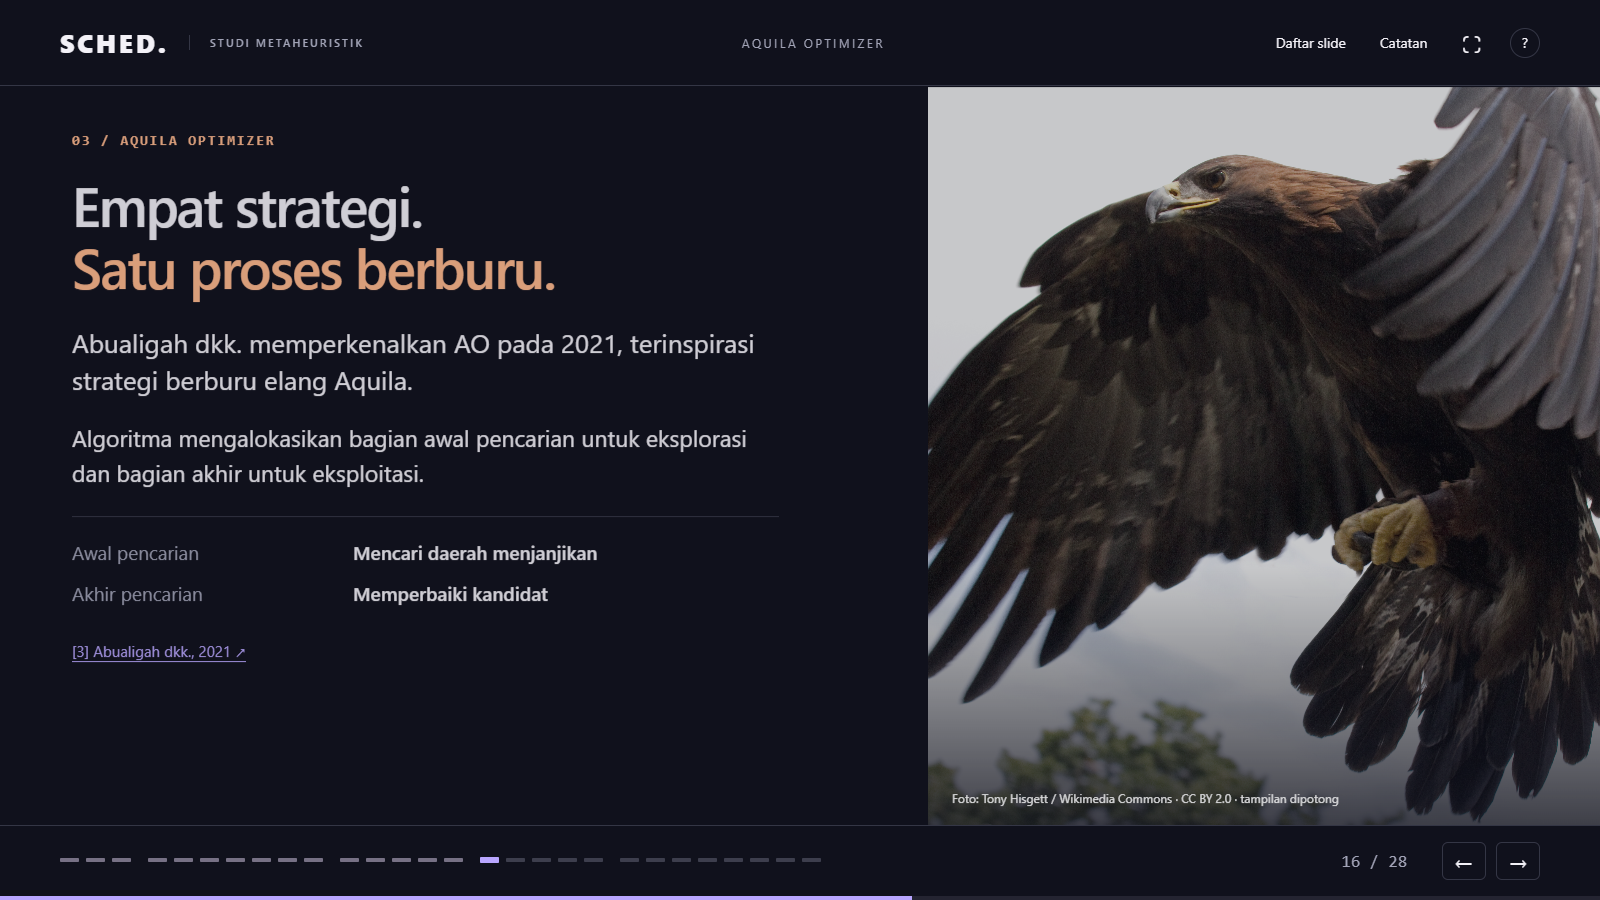 SCHED.
STUDI METAHEURISTIK
AQUILA OPTIMIZER
Daftar slide
Catatan
?
03 / AQUILA OPTIMIZER
Empat strategi.
Satu proses berburu.
Abualigah dkk. memperkenalkan AO pada 2021, terinspirasi
strategi berburu elang Aquila.
Algoritma mengalokasikan bagian awal pencarian untuk eksplorasi
dan bagian akhir untuk eksploitasi.
Awal pencarian Mencari daerah menjanjikan
Akhir pencarian Memperbaiki kandidat
[3] Abualigah dkk., 2021 ↗
Foto: Tony Hisgett / Wikimedia Commons · CC BY 2.0 · tampilan dipotong
16 / 28
← →